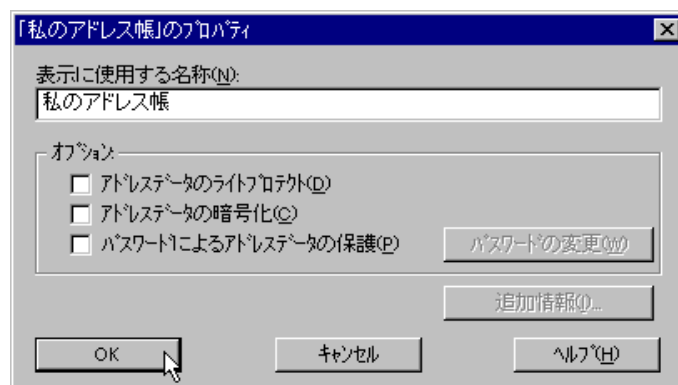 「私のアドレス帳」のﾌﾟﾛﾊﾟﾃｨ
表示に使用する名称(N):
私のアドレス帳
ｵﾌﾟｼｮﾝ:
ｱﾄﾞﾚｽﾃﾞｰﾀのﾗｲﾄﾌﾟﾛﾃｸﾄ(D)
ｱﾄﾞﾚｽﾃﾞｰﾀの暗号化(C)
ﾊﾟｽﾜｰﾄﾞによるｱﾄﾞﾚｽﾃﾞｰﾀの保護(P)
ﾊﾟｽﾜｰﾄﾞの変更(W)
追加情報(I)...
OK
ｷｬﾝｾﾙ
ﾍﾙﾌﾟ(H)